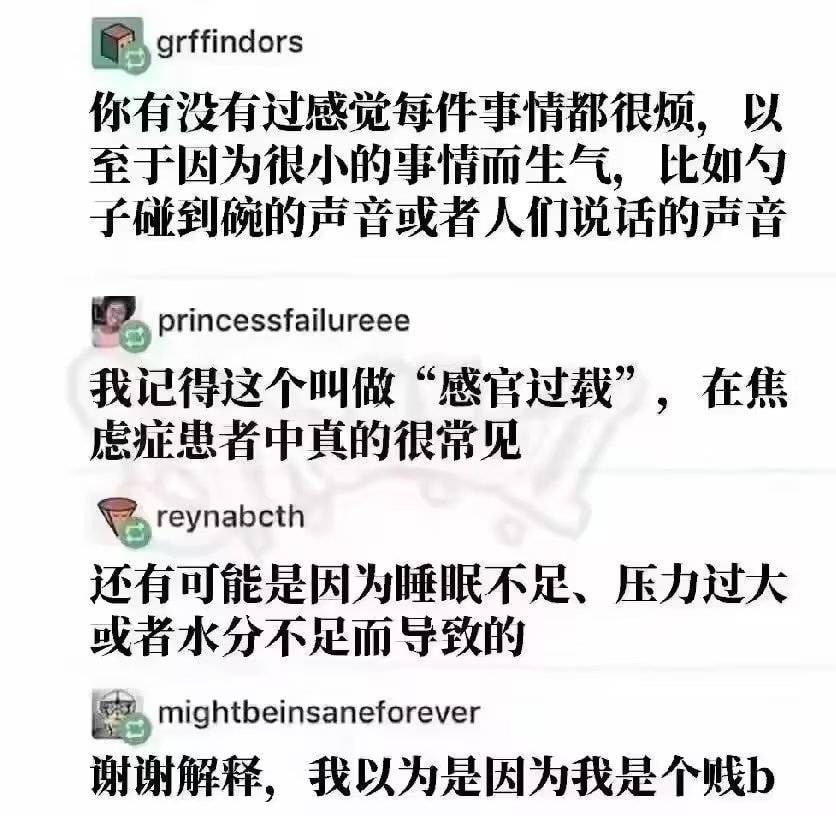 grffindors
你有没有过感觉每件事情都很烦，以
至于因为很小的事情而生气，比如勺
子碰到碗的声音或者人们说话的声音
princessfailureee
我记得这个叫做“感官过载”，在焦
虑症患者中真的很常见
reynabcth
还有可能是因为睡眠不足、压力过大
或者水分不足而导致的
mightbeinsaneforever
谢谢解释，我以为是因为我是个贱b